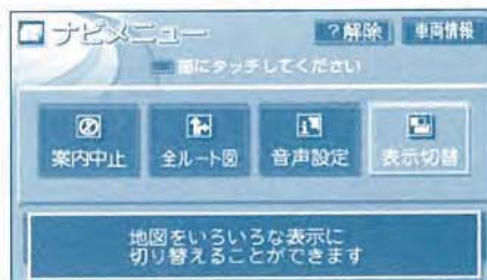 ナビメニュー
?解除
車両情報
部にタッチしてください
案内中止
全ルート図
音声設定
表示切替
地図をいろいろな表示に
切り替えることができます